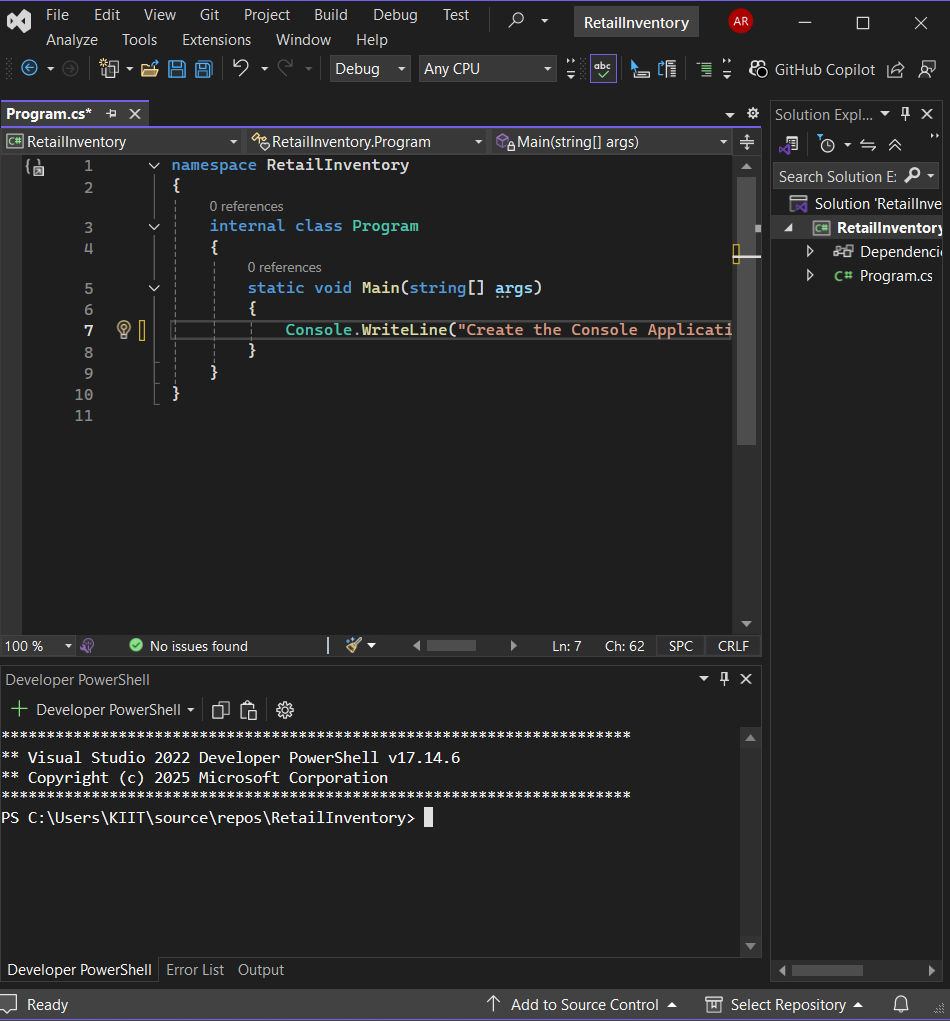 File Edit View Git Project Build Debug Test RetailInventory AR
Analyze Tools Extensions Window Help
Debug Any CPU abc GitHub Copilot
Program.cs*
Solution Expl...
C# RetailInventory RetailInventory.Program Main(string[] args)
Search Solution E:
Solution 'RetailInve
C# RetailInventory
Dependenci
C# Program.cs
1 namespace RetailInventory
2 {
0 references
3 internal class Program
4 {
0 references
5 static void Main(string[] args)
6 {
7 Console.WriteLine("Create the Console Applicati
8 }
9 }
10 }
11
100 % No issues found Ln: 7 Ch: 62 SPC CRLF
Developer PowerShell
Developer PowerShell
**********************************************************************
** Visual Studio 2022 Developer PowerShell v17.14.6
** Copyright (c) 2025 Microsoft Corporation
**********************************************************************
PS C:\Users\KIIT\source\repos\RetailInventory>
Developer PowerShell Error List Output
Ready Add to Source Control Select Repository